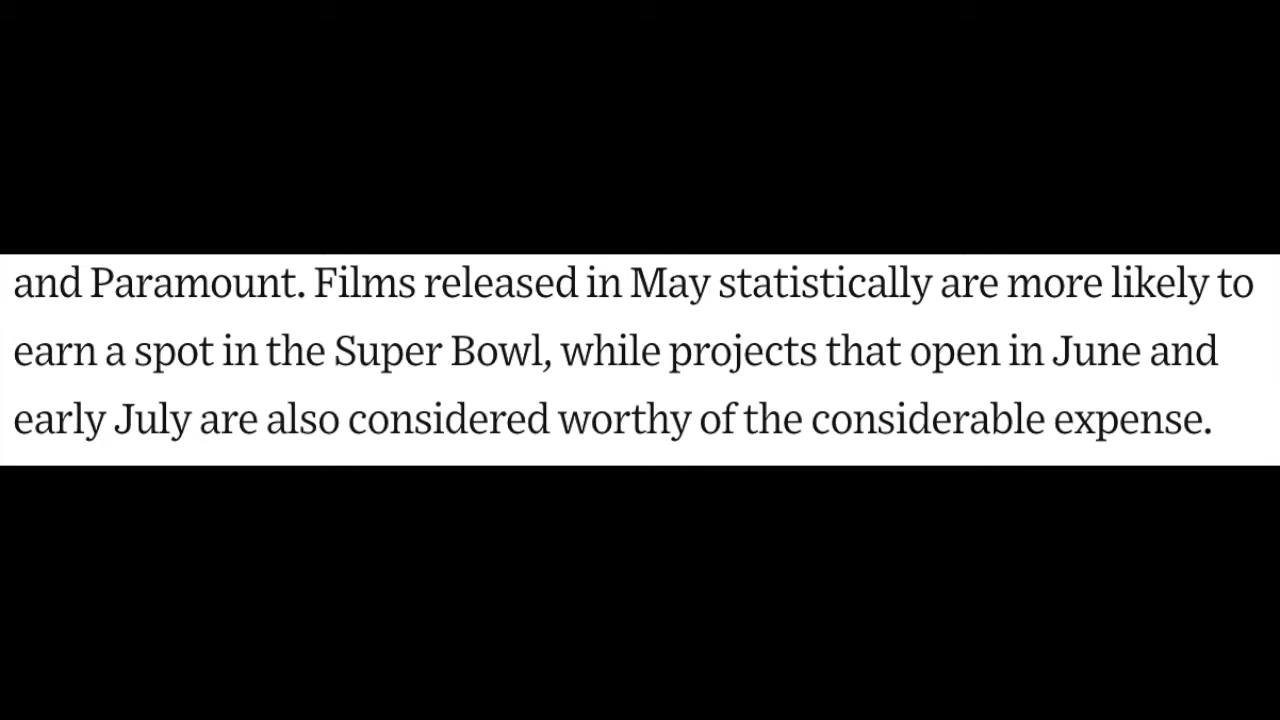 and Paramount. Films released in May statistically are more likely to
earn a spot in the Super Bowl, while projects that open in June and
early July are also considered worthy of the considerable expense.